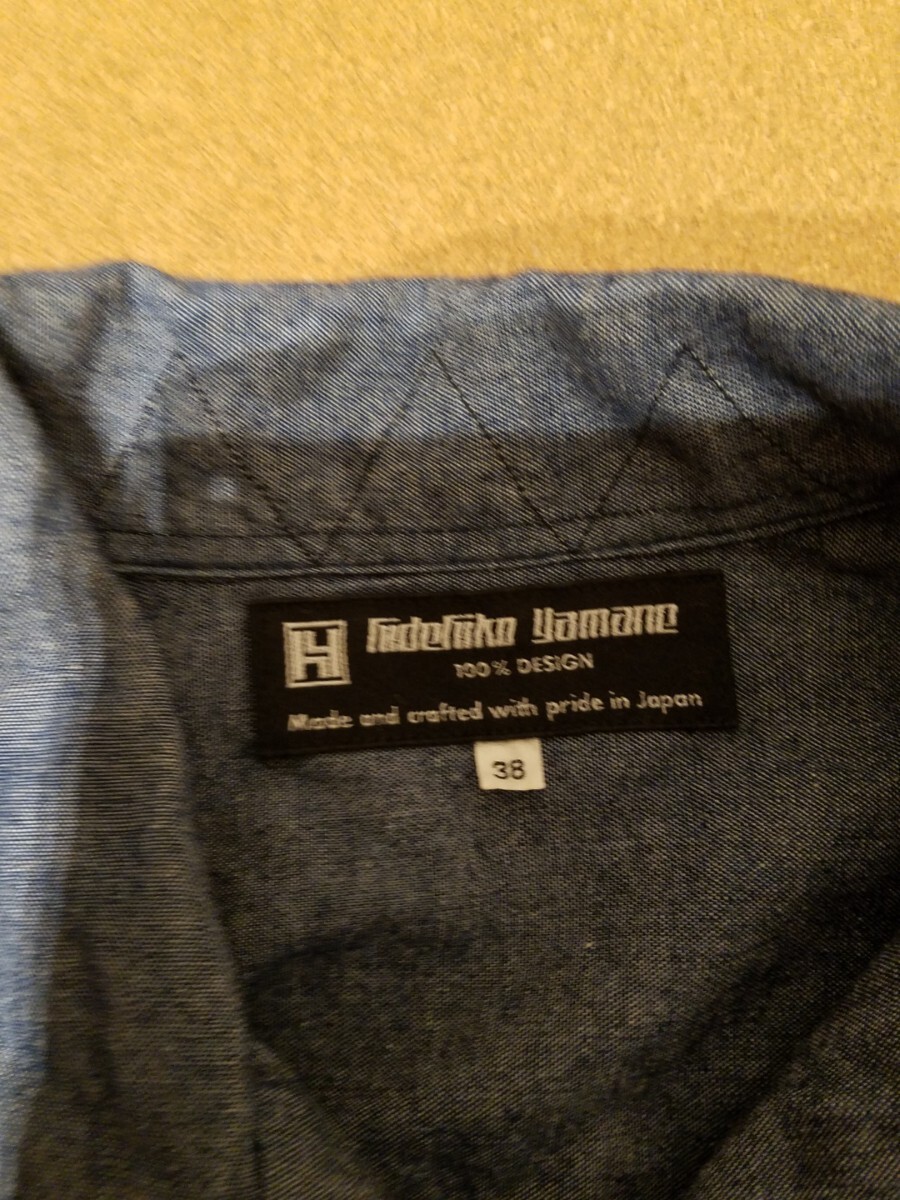 H hidehiko yamane
100% DESIGN
Made and crafted with pride in Japan
38